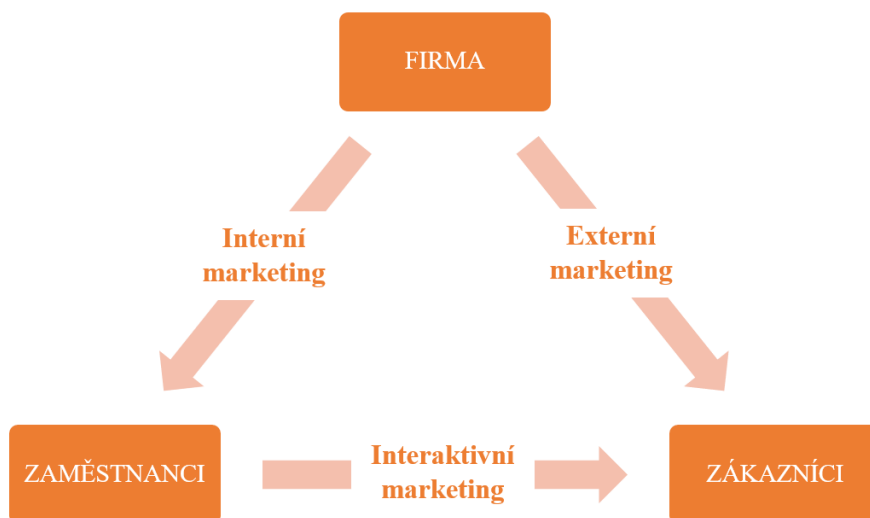 FIRMA
Interní
marketing
Externí
marketing
ZAMĚSTNANCI
Interaktivní
marketing
ZÁKAZNÍCI